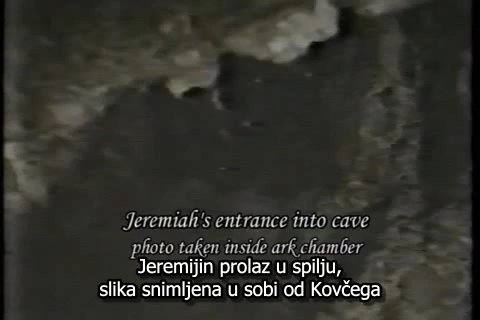 Jeremiah's entrance into cave
photo taken inside ark chamber
Jeremijin prolaz u spilju,
slika snimljena u sobi od Kovčega